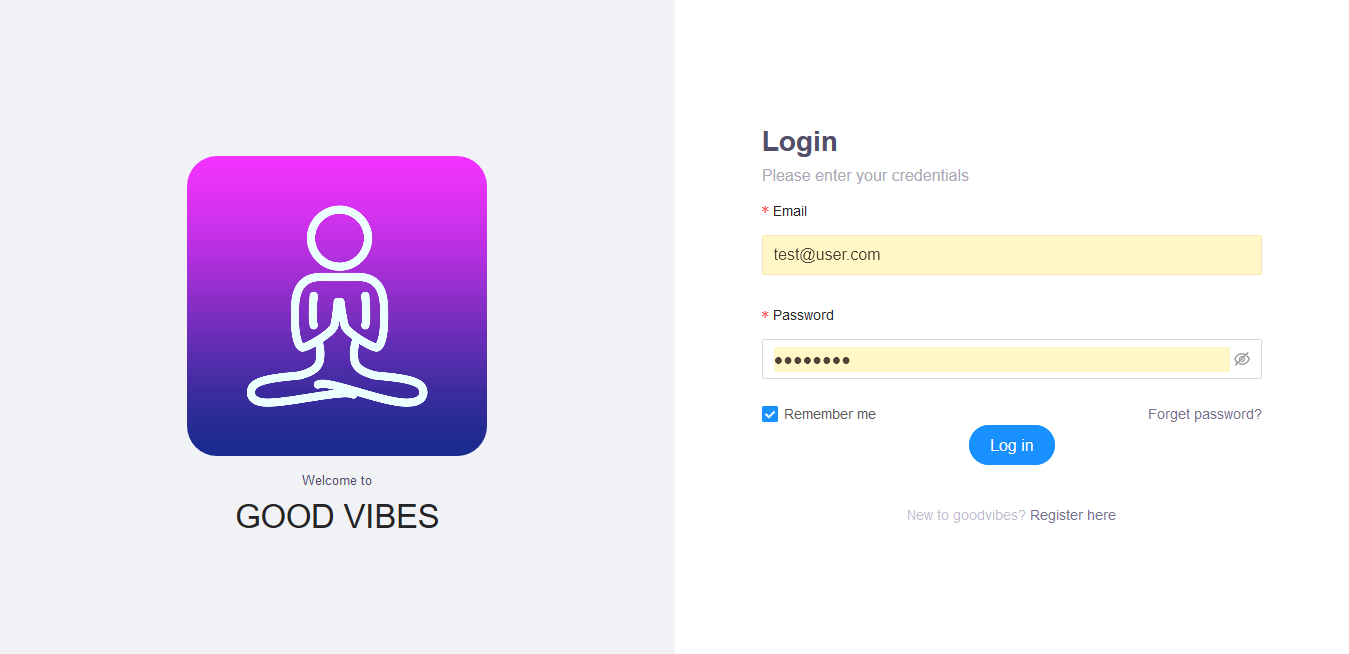 Welcome to
GOOD VIBES
Login
Please enter your credentials
* Email
test@user.com
* Password
••••••••
Remember me
Forget password?
Log in
New to goodvibes? Register here